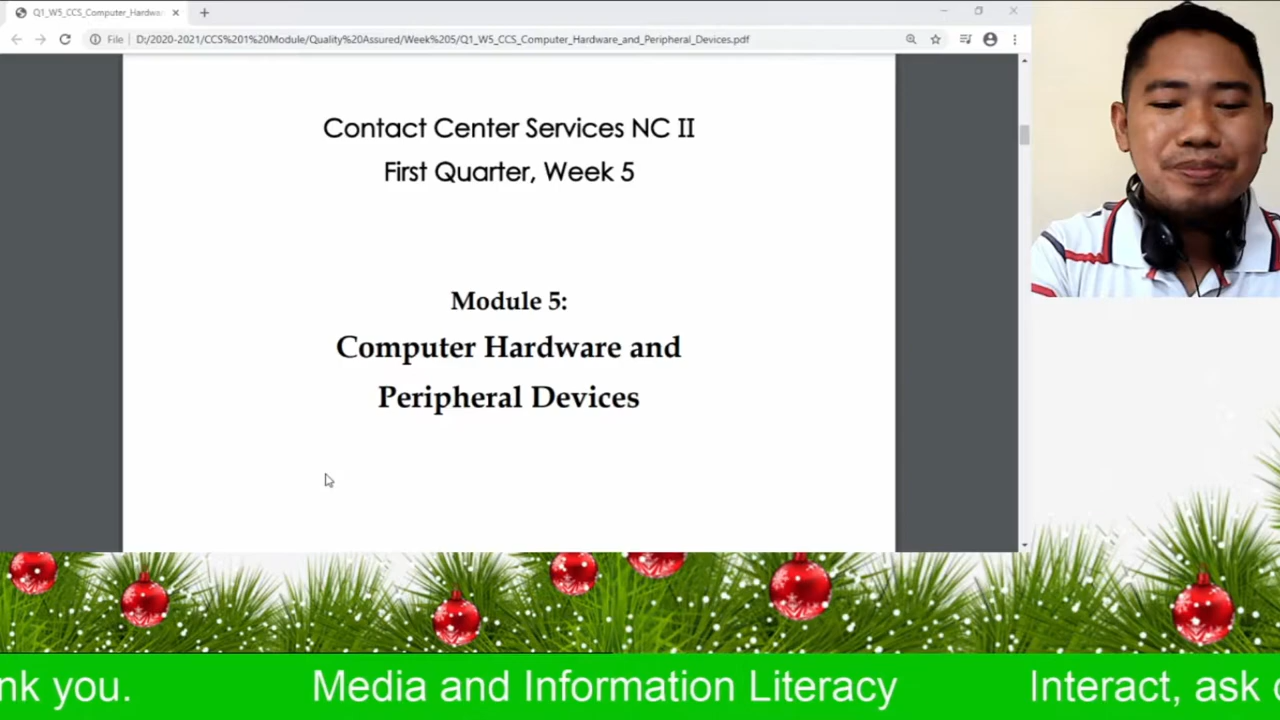 Q1_W5_CCS_Computer_Hardwa
File D:/2020-2021/CCS%201%20Module/Quality%20Assured/Week%205/Q1_W5_CCS_Computer_Hardware_and_Peripheral_Devices.pdf
Contact Center Services NC II
First Quarter, Week 5
Module 5:
Computer Hardware and
Peripheral Devices
nk you. Media and Information Literacy Interact, ask